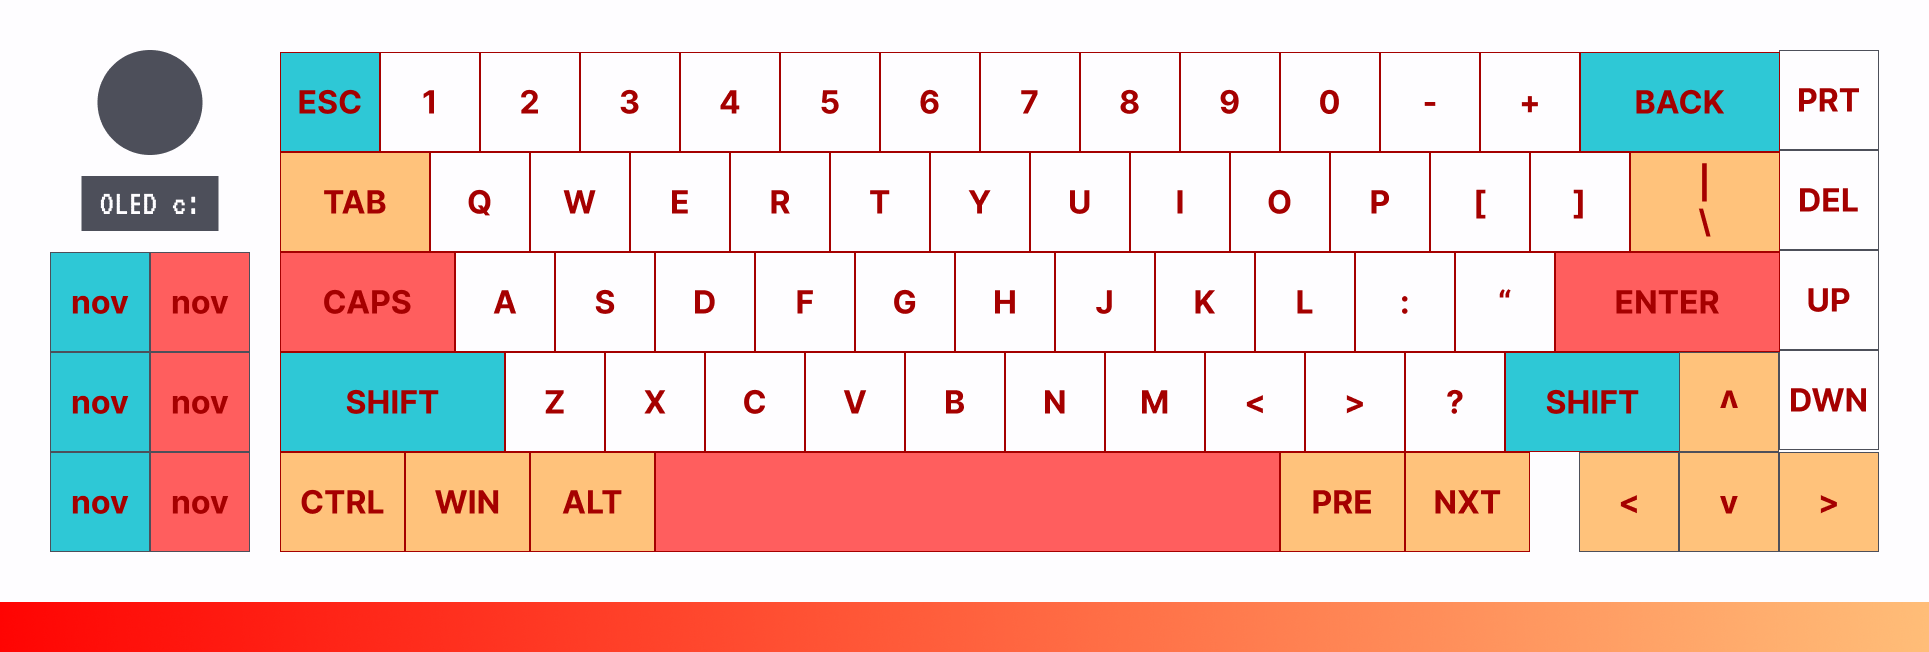 ESC 1 2 3 4 5 6 7 8 9 0 - + BACK PRT
OLED c:
TAB Q W E R T Y U I O P [ ] | \ DEL
nov nov CAPS A S D F G H J K L : “ ENTER UP
nov nov SHIFT Z X C V B N M < > ? SHIFT ʌ DWN
nov nov CTRL WIN ALT PRE NXT < v >